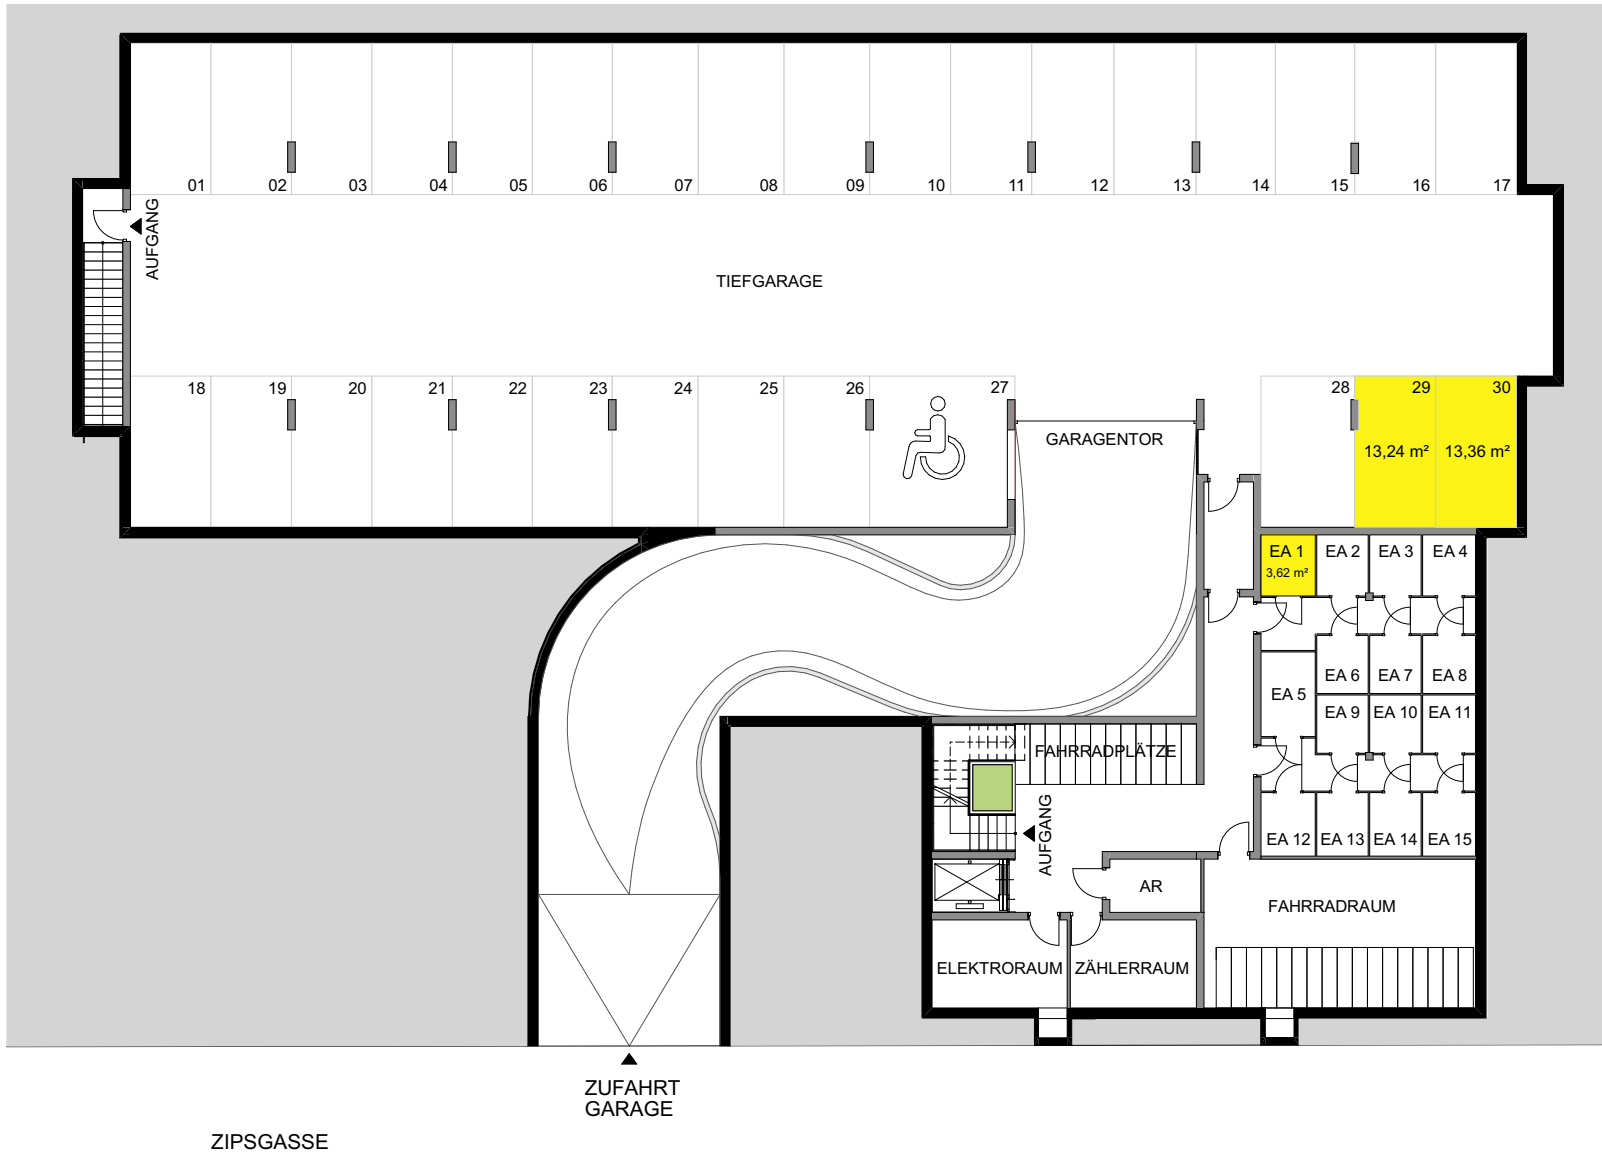 01 02 03 04 05 06 07 08 09 10 11 12 13 14 15 16 17
AUFGANG
TIEFGARAGE
18 19 20 21 22 23 24 25 26 27 28 29 30
GARAGENTOR
13,24 m² 13,36 m²
EA 1 EA 2 EA 3 EA 4
3,62 m²
EA 5 EA 6 EA 7 EA 8
EA 9 EA 10 EA 11
FAHRRADPLÄTZE
AUFGANG
EA 12 EA 13 EA 14 EA 15
AR
FAHRRADRAUM
ELEKTRORAUM ZÄHLERRAUM
ZUFAHRT
GARAGE
ZIPSGASSE